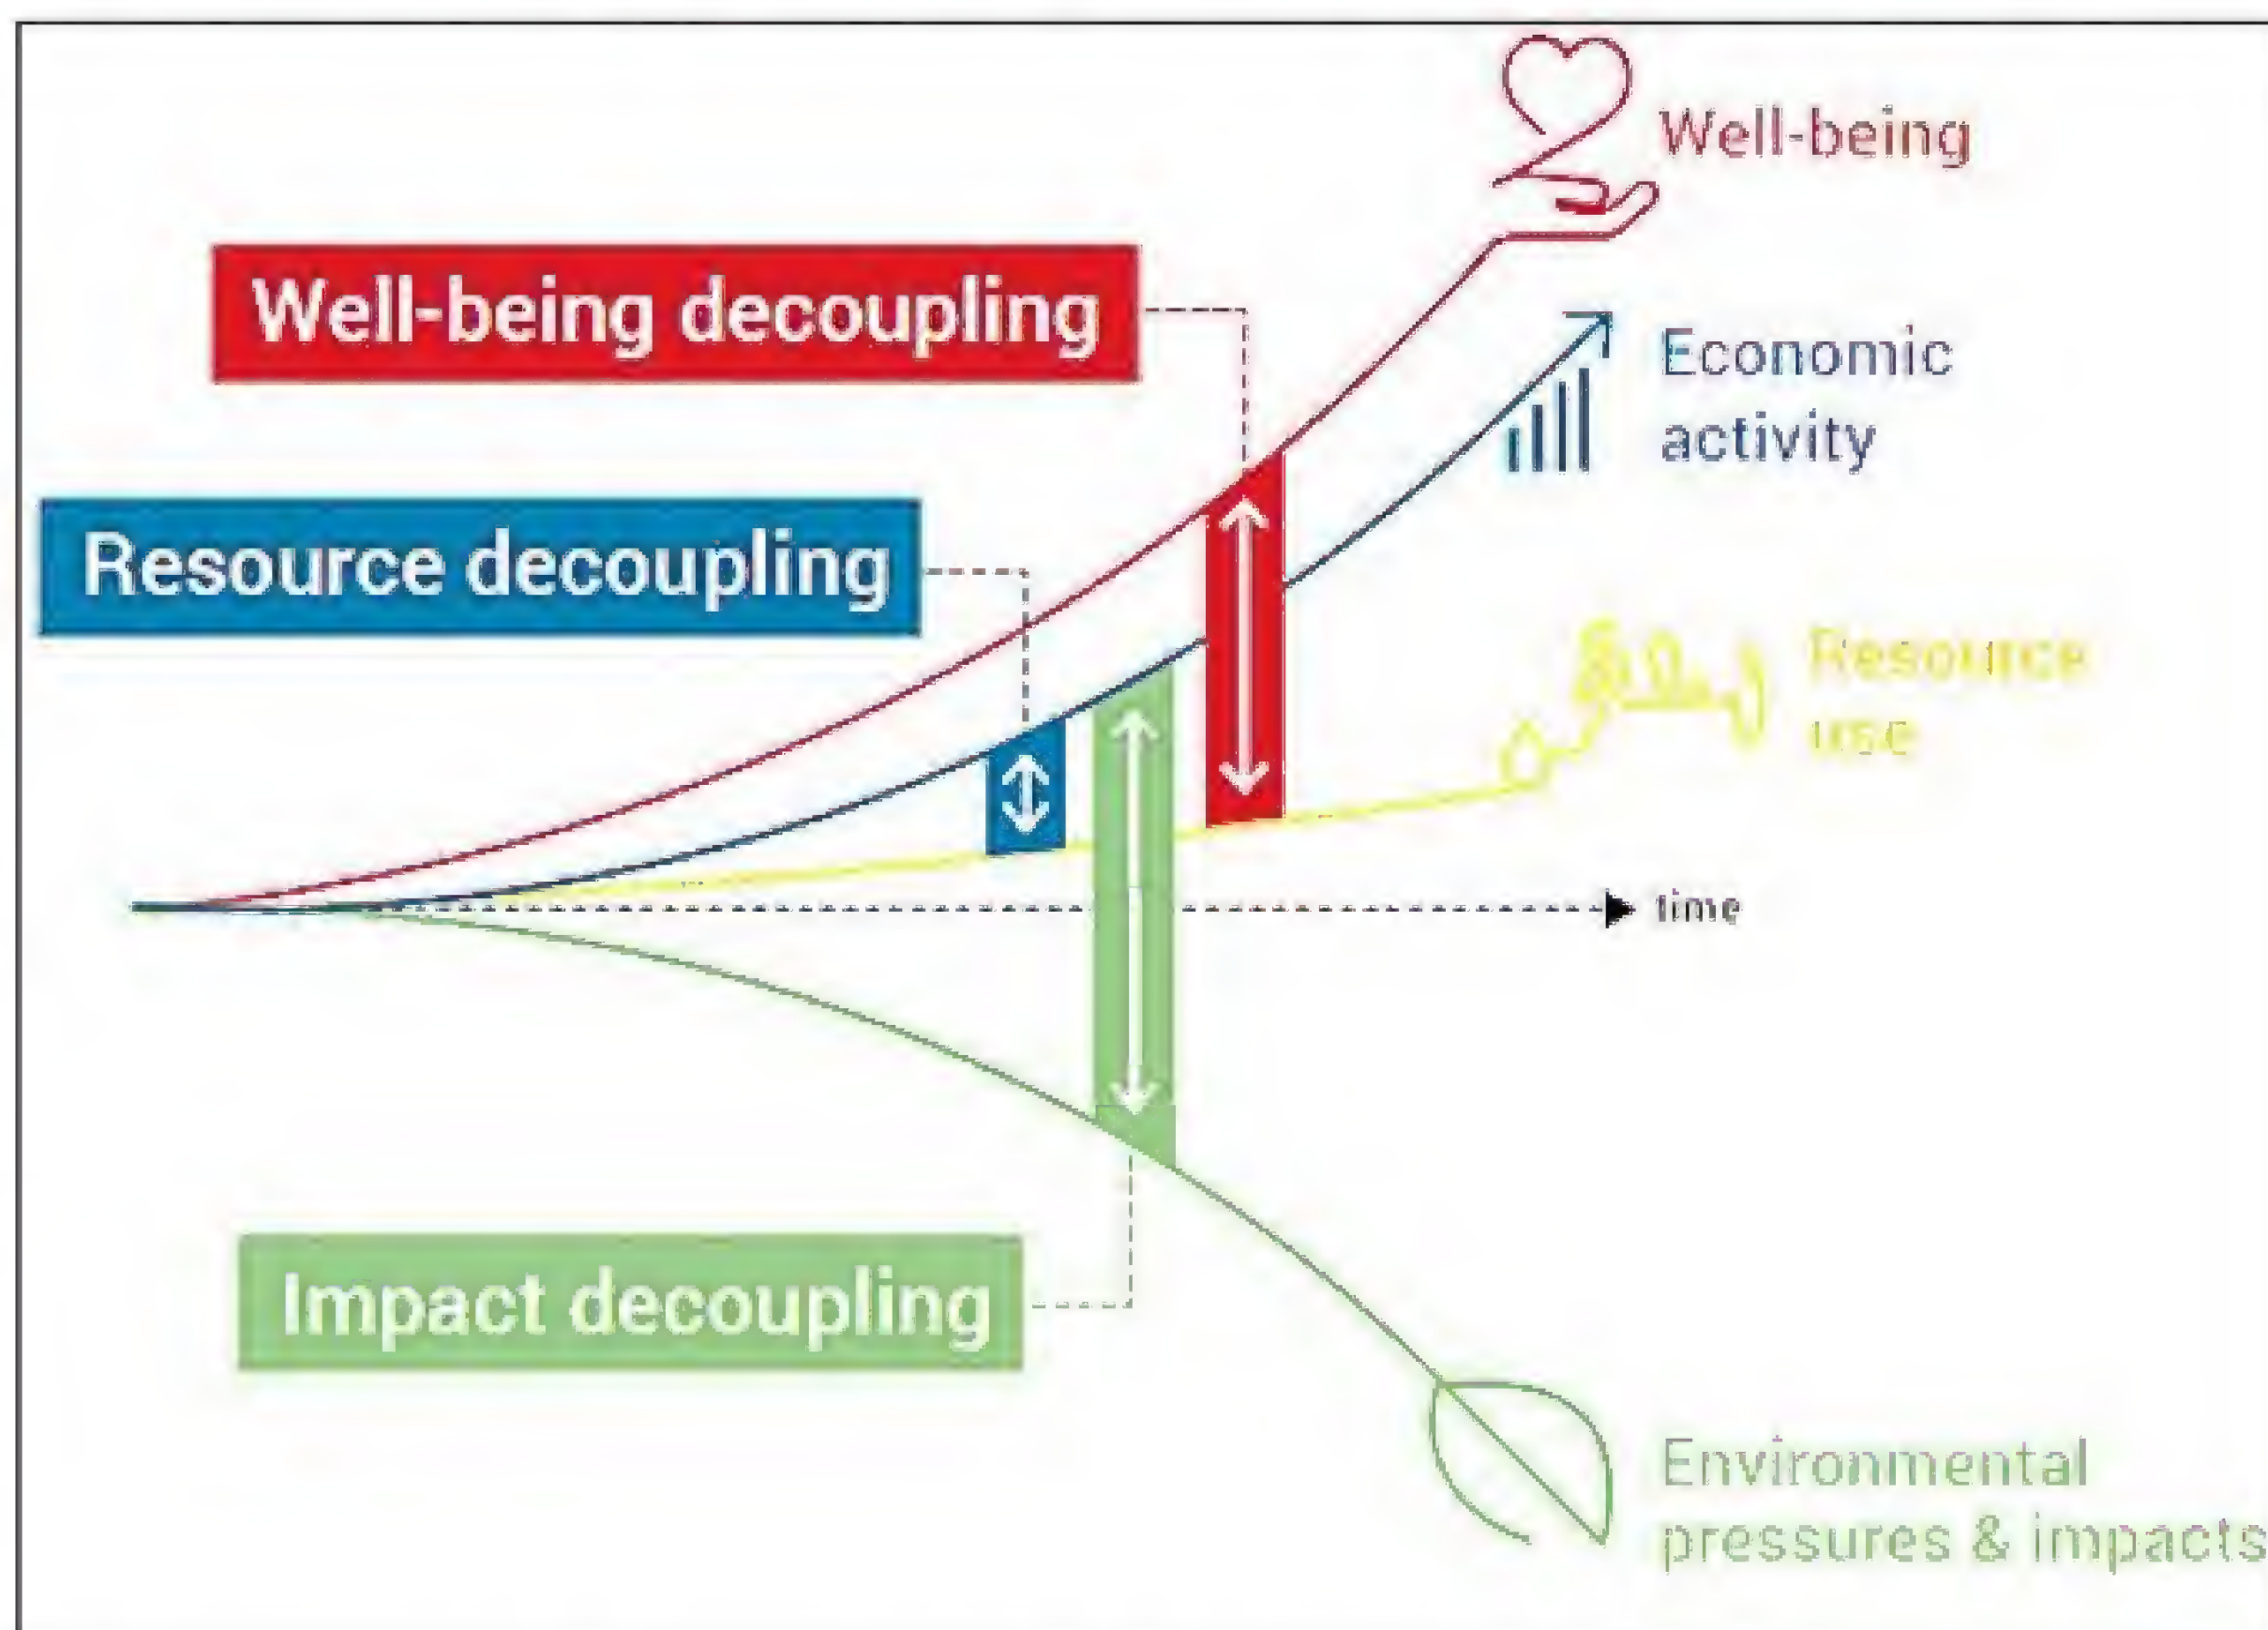 Well-being
Well-being decoupling
Economic
activity
Resource decoupling
Resource
use
time
Impact decoupling
Environmental
pressures & impacts